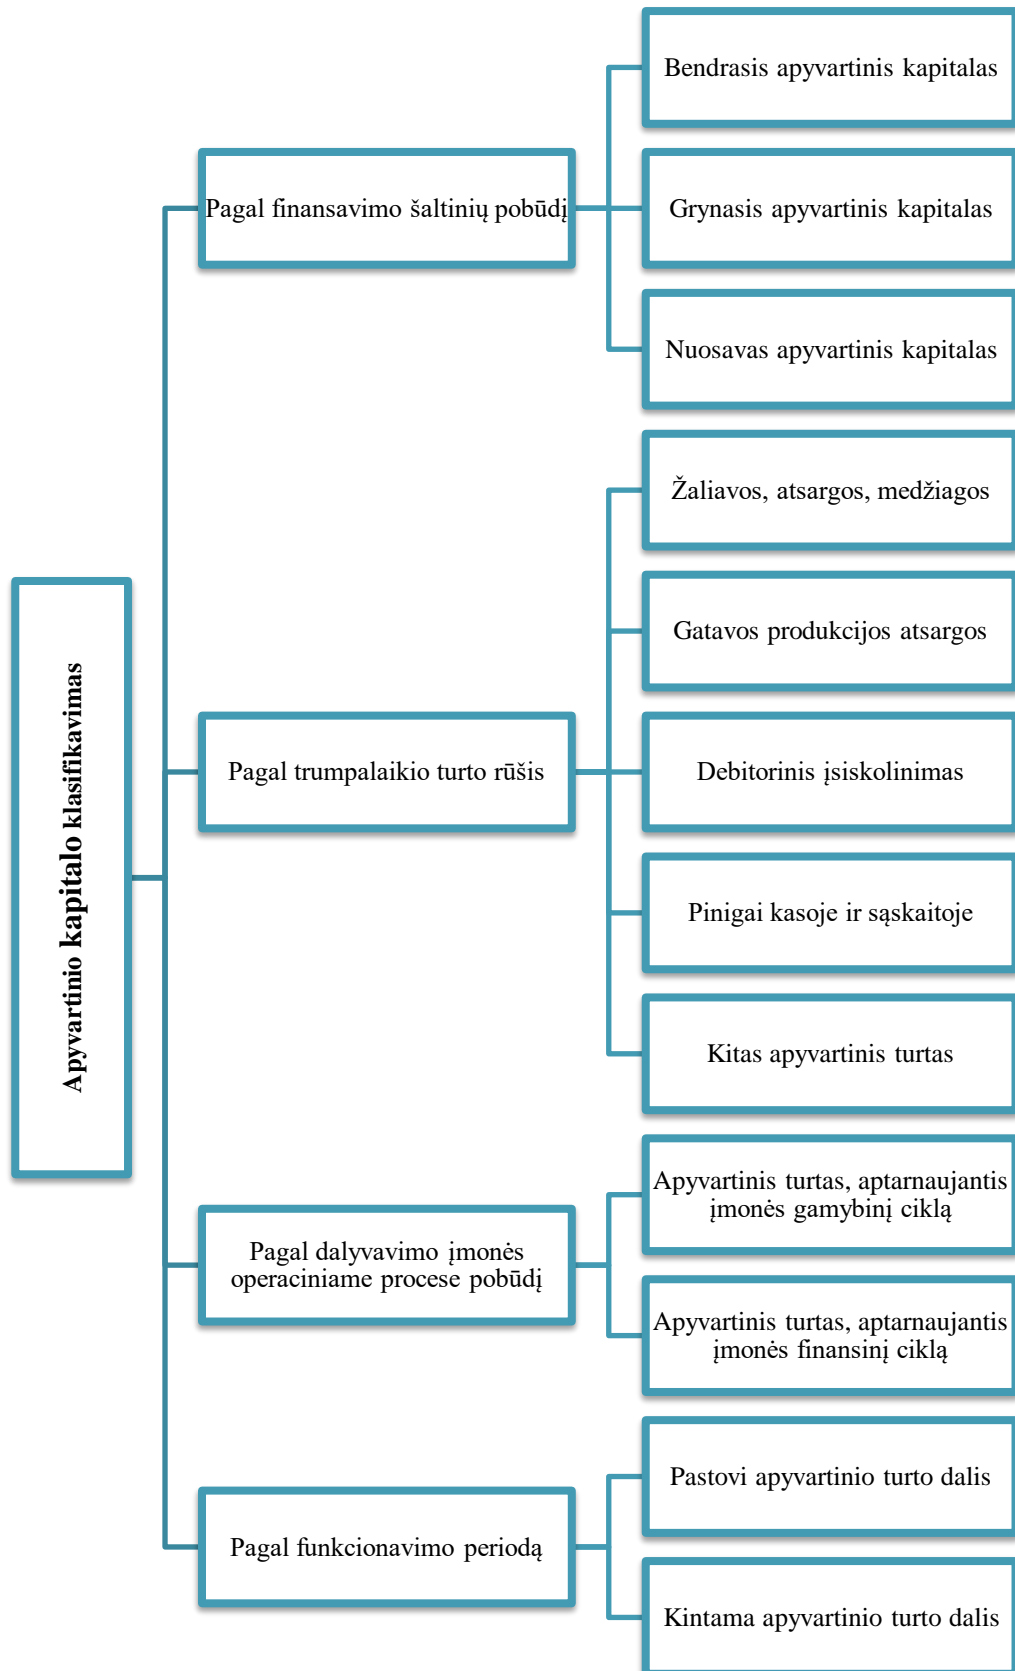 Apyvartinio kapitalo klasifikavimas
Pagal finansavimo šaltinių pobūdį
Bendrasis apyvartinis kapitalas
Grynasis apyvartinis kapitalas
Nuosavas apyvartinis kapitalas
Pagal trumpalaikio turto rūšis
Žaliavos, atsargos, medžiagos
Gatavos produkcijos atsargos
Debitorinis įsiskolinimas
Pinigai kasoje ir sąskaitoje
Kitas apyvartinis turtas
Pagal dalyvavimo įmonės
operaciniame procese pobūdį
Apyvartinis turtas, aptarnaujantis
įmonės gamybinį ciklą
Apyvartinis turtas, aptarnaujantis
įmonės finansinį ciklą
Pagal funkcionavimo periodą
Pastovi apyvartinio turto dalis
Kintama apyvartinio turto dalis